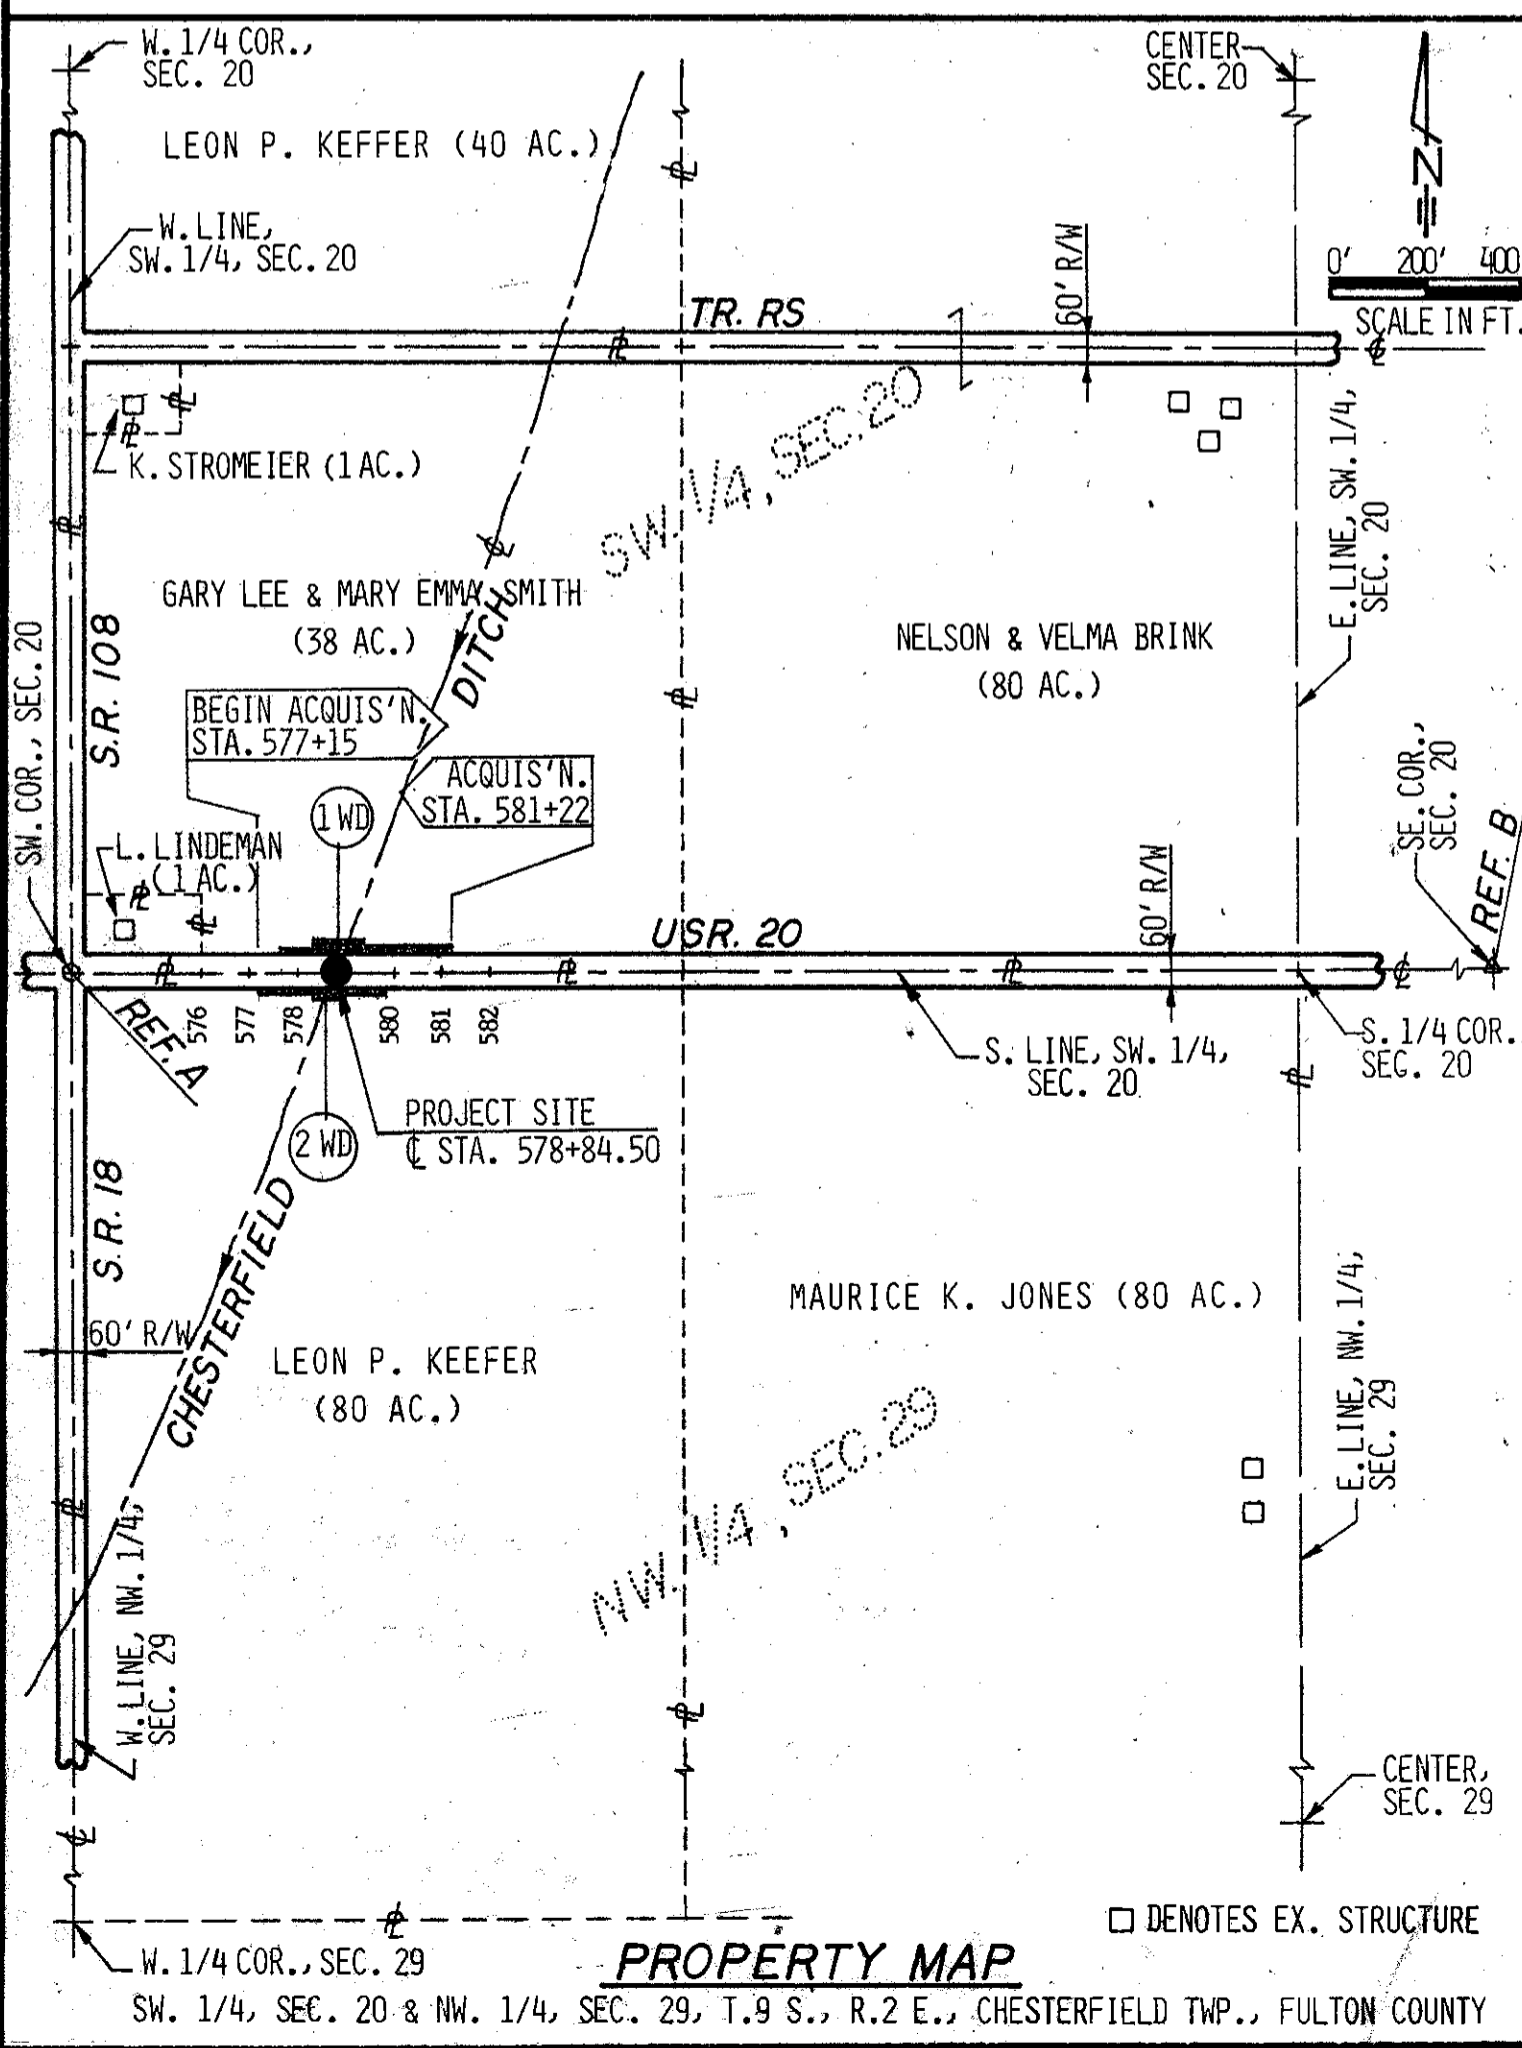 W. 1/4 COR.,
SEC. 20
CENTER
SEC. 20
LEON P. KEFFER (40 AC.)
N
W. LINE,
SW. 1/4, SEC. 20
0' 200' 400
SCALE IN FT.
60' R/W
TR. RS
K. STROMEIER (1 AC.)
SW. 1/4, SEC. 20
E. LINE, SW. 1/4,
SEC. 20
GARY LEE & MARY EMMA SMITH
(38 AC.)
DITCH
NELSON & VELMA BRINK
(80 AC.)
SW. COR., SEC. 20
S.R. 108
BEGIN ACQUIS'N.
STA. 577+15
ACQUIS'N.
STA. 581+22
1 WD
L. LINDEMAN
(1 AC.)
USR. 20
60' R/W
SE. COR.,
SEC. 20
REF. B
REF. A
576
577
578
580
581
582
S. LINE, SW. 1/4,
SEC. 20
S. 1/4 COR.
SEC. 20
2 WD
PROJECT SITE
℄ STA. 578+84.50
S.R. 18
CHESTERFIELD
60' R/W
LEON P. KEEFER
(80 AC.)
MAURICE K. JONES (80 AC.)
NW. 1/4, SEC. 29
E. LINE, NW. 1/4,
SEC. 29
W. LINE, NW. 1/4,
SEC. 29
CENTER,
SEC. 29
□ DENOTES EX. STRUCTURE
W. 1/4 COR., SEC. 29
PROPERTY MAP
SW. 1/4, SEC. 20 & NW. 1/4, SEC. 29, T.9 S., R.2 E., CHESTERFIELD TWP., FULTON COUNTY